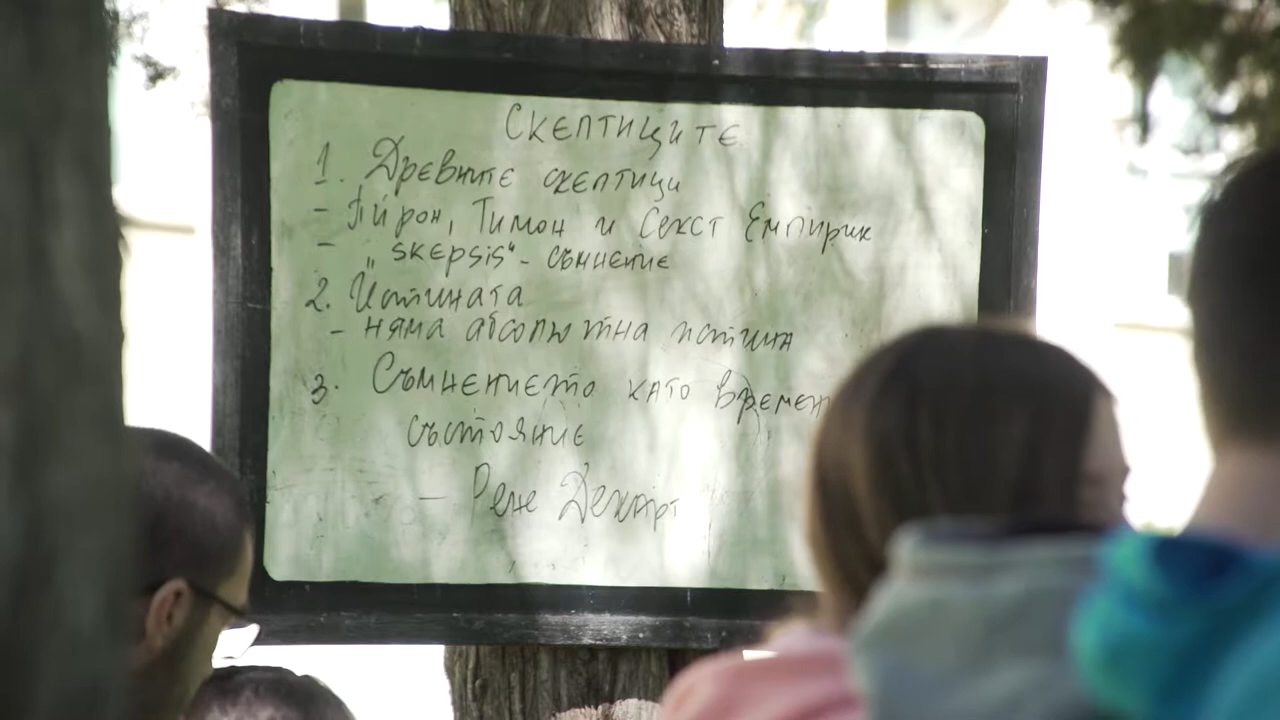 Скептиците
1. Древните скептици
- Пирон, Тимон и Секст Емпирик
- "skepsis" - съмнение
2. Истината
- няма абсолютна истина
3. Съмнението като времен
състояние
- Рене Декарт